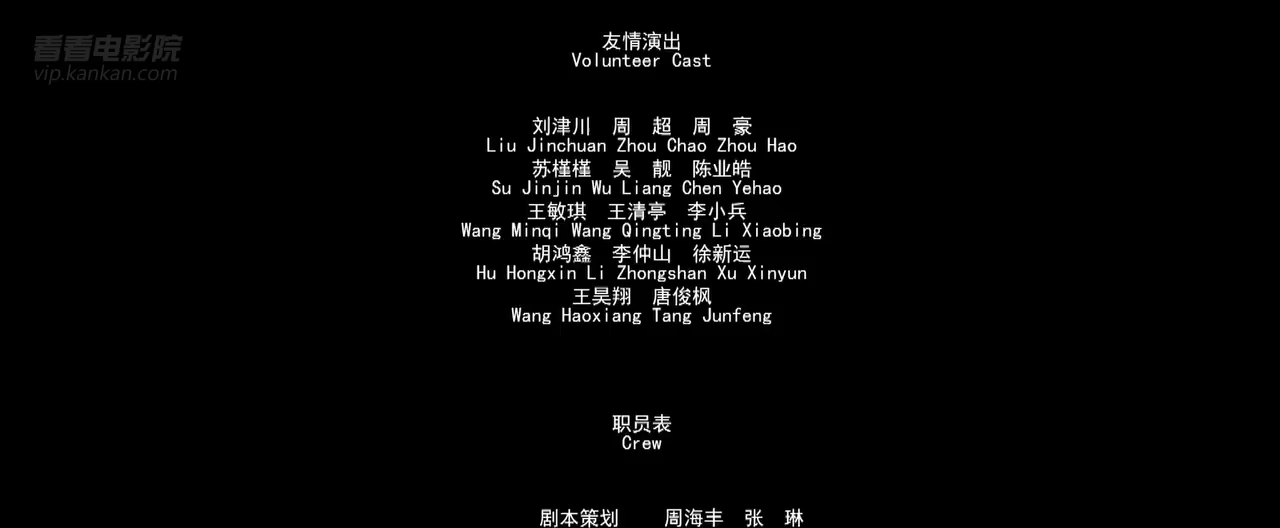 看看电影院
vip.kankan.com
友情演出
Volunteer Cast
刘津川 周 超 周 豪
Liu Jinchuan Zhou Chao Zhou Hao
苏槿槿 吴 靓 陈业皓
Su Jinjin Wu Liang Chen Yehao
王敏琪 王清亭 李小兵
Wang Minqi Wang Qingting Li Xiaobing
胡鸿鑫 李仲山 徐新运
Hu Hongxin Li Zhongshan Xu Xinyun
王昊翔 唐俊枫
Wang Haoxiang Tang Junfeng
职员表
Crew
剧本策划 周海丰 张 琳